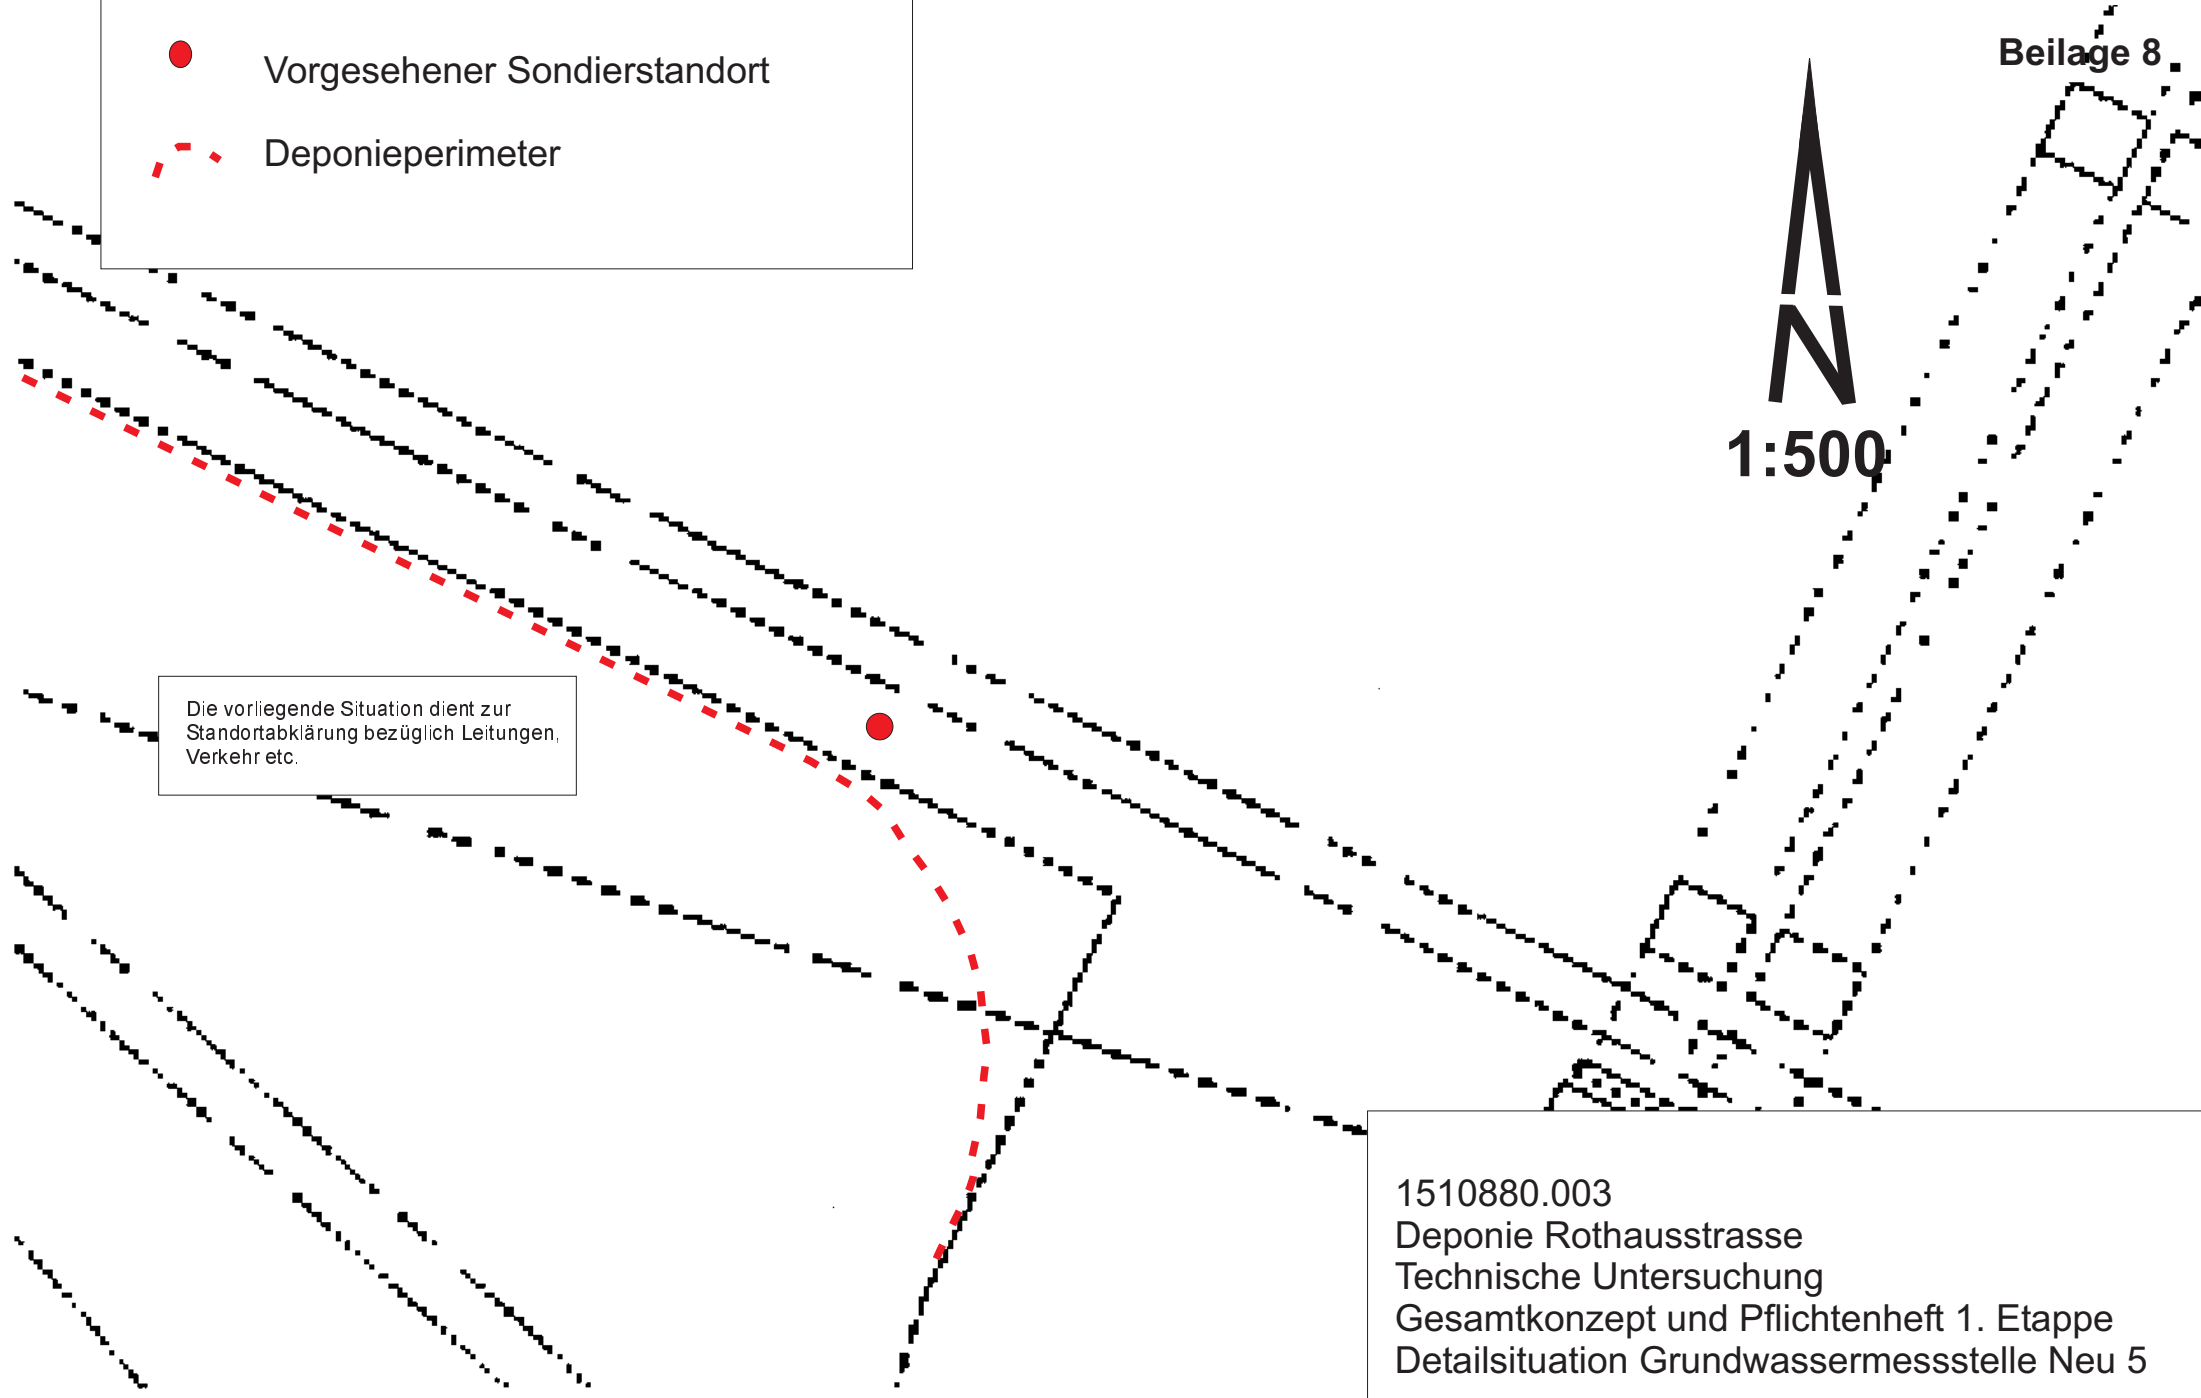 Vorgesehener Sondierstandort
Deponieperimeter
Beilage 8
N
1:500
Die vorliegende Situation dient zur
Standortabklärung bezüglich Leitungen,
Verkehr etc.
1510880.003
Deponie Rothausstrasse
Technische Untersuchung
Gesamtkonzept und Pflichtenheft 1. Etappe
Detailsituation Grundwassermessstelle Neu 5